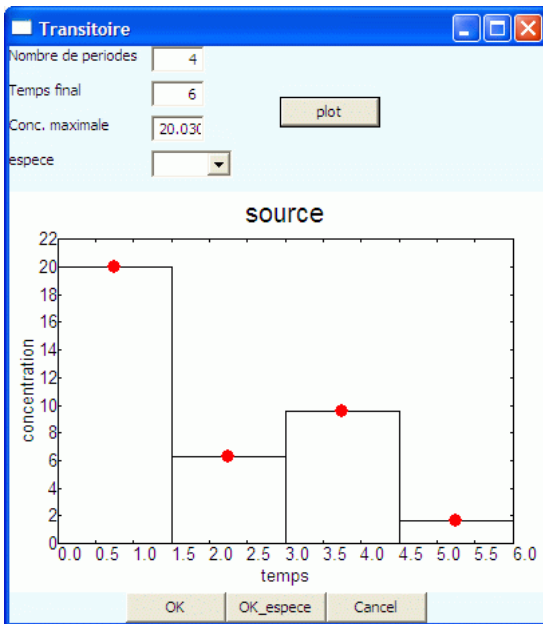 Transitoire
Nombre de periodes 4
Temps final 6
plot
Conc. maximale 20.030
espece
source
22
20
18
16
14
12
10
8
6
4
2
0
concentration
0.0 0.5 1.0 1.5 2.0 2.5 3.0 3.5 4.0 4.5 5.0 5.5 6.0
temps
OK OK_espece Cancel